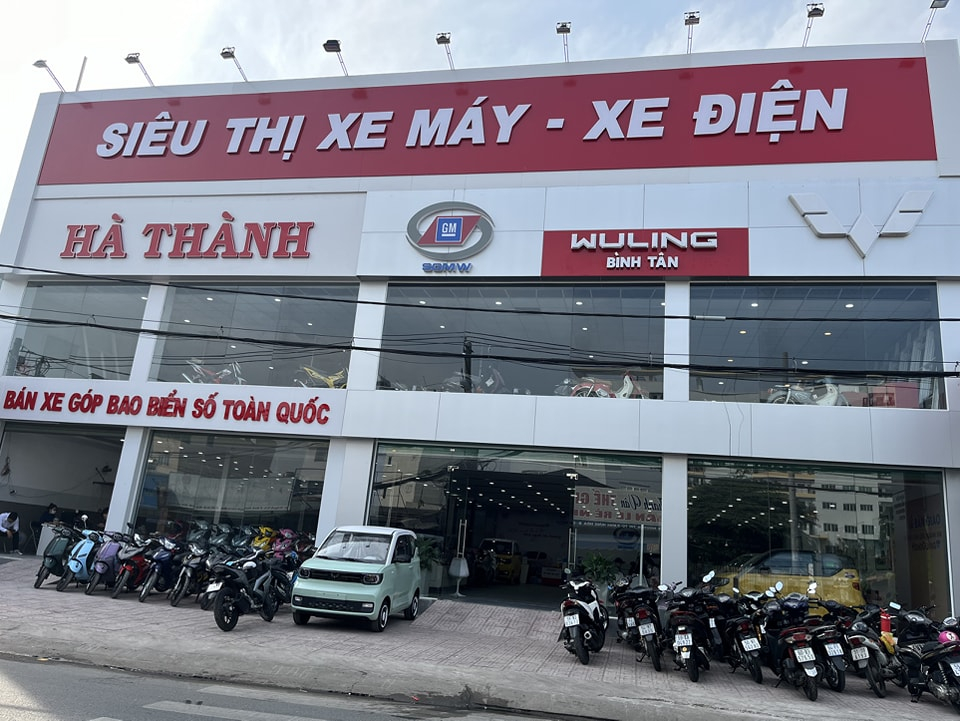 SIÊU THỊ XE MÁY - XE ĐIỆN
HÀ THÀNH
GM
SGMW
WULING
BÌNH TÂN
BÁN XE GÓP BAO BIỂN SỐ TOÀN QUỐC